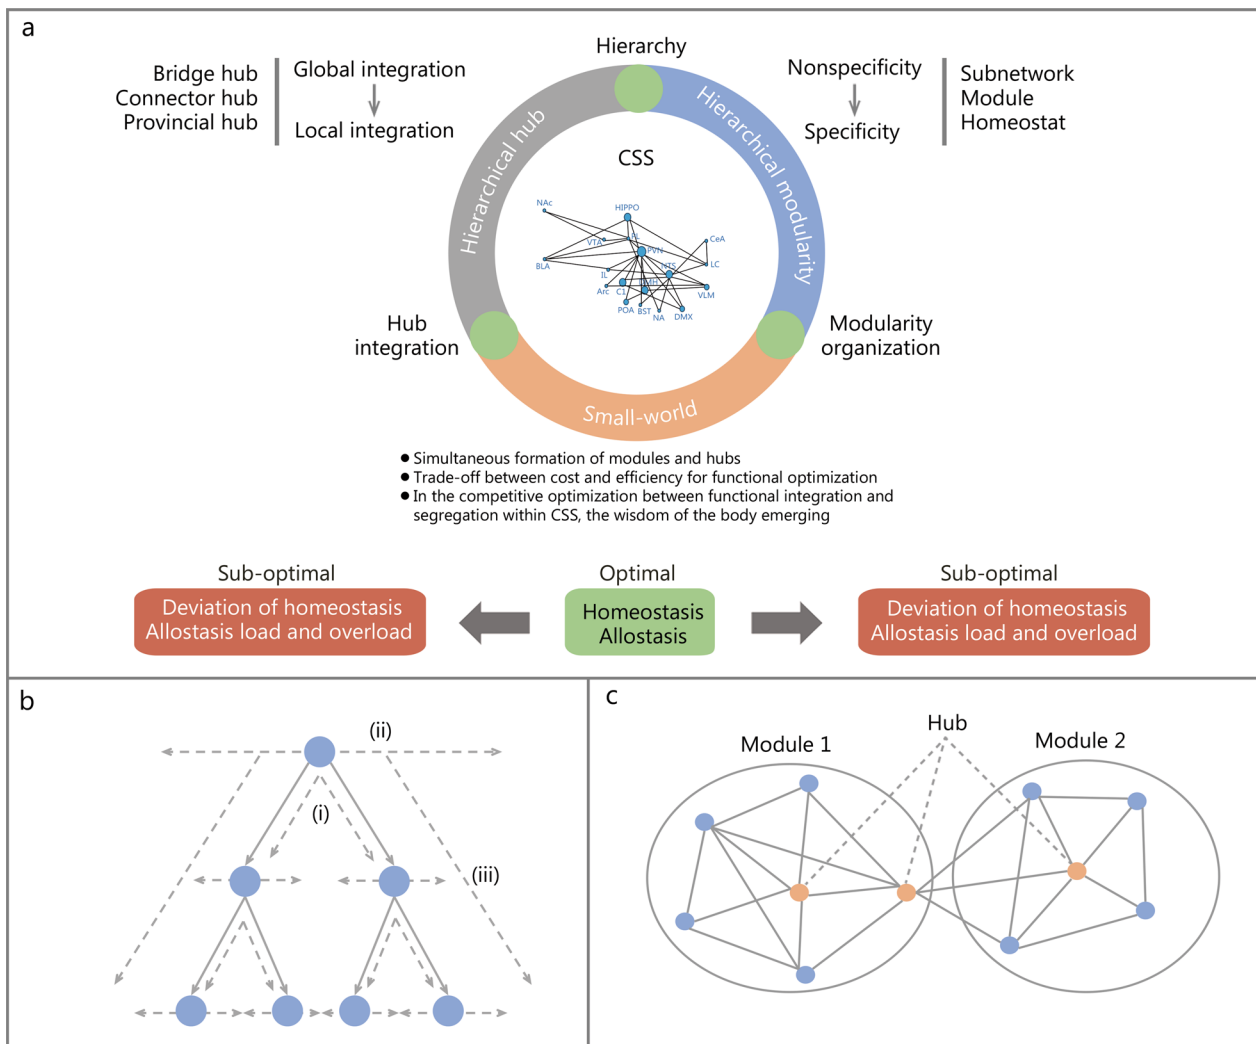 a
Hierarchy
Bridge hub
Connector hub
Provincial hub
Global integration
Local integration
Nonspecificity
Specificity
Subnetwork
Module
Homeostat
Hierarchical hub
Hierarchical modularity
CSS
NAc
HIPPO
VTA
PL
PVN
CeA
BLA
IL
NTS
LC
Arc
C1
DMH
VLM
POA
BST
NA
DMX
Hub
integration
Modularity
organization
Small-world
● Simultaneous formation of modules and hubs
● Trade-off between cost and efficiency for functional optimization
● In the competitive optimization between functional integration and
segregation within CSS, the wisdom of the body emerging
Sub-optimal
Deviation of homeostasis
Allostasis load and overload
Optimal
Homeostasis
Allostasis
Sub-optimal
Deviation of homeostasis
Allostasis load and overload
b
(ii)
(i)
(iii)
c
Hub
Module 1
Module 2